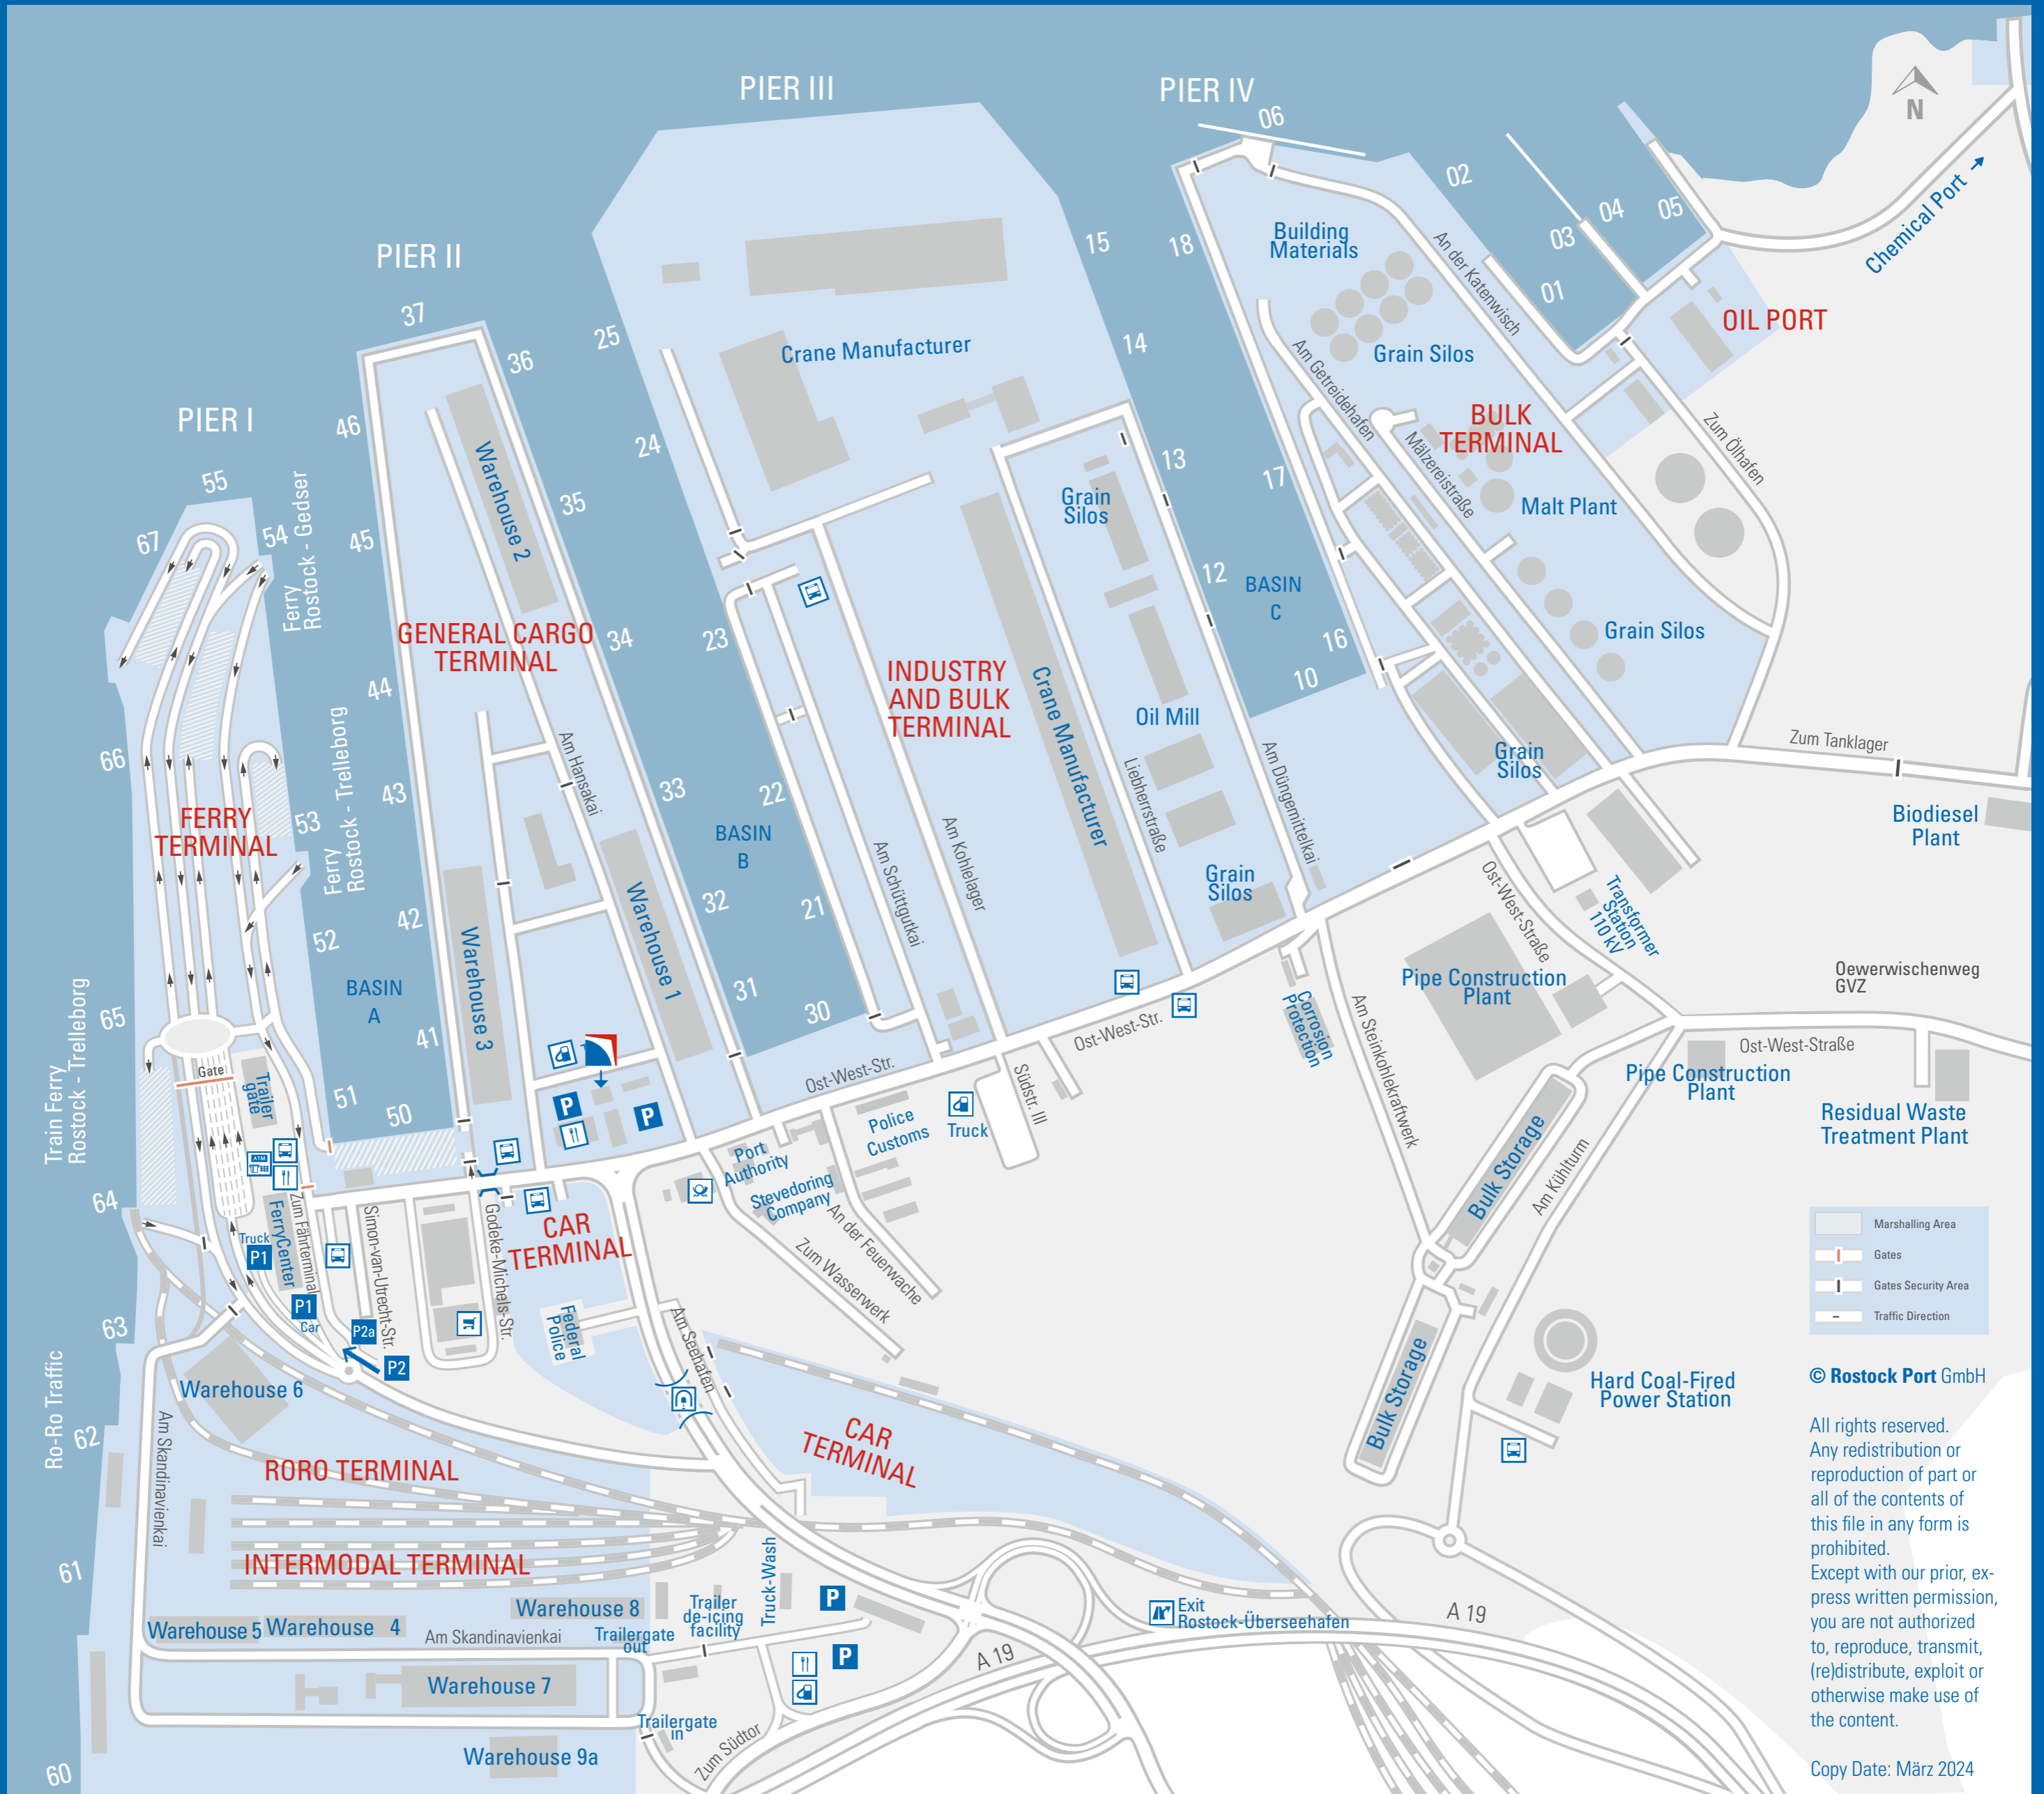 PIER III
PIER IV
06
N
02
04
05
03
01
Chemical Port
15
18
Building
Materials
An der Katenwisch
OIL PORT
PIER II
37
36
25
Crane Manufacturer
14
Grain Silos
Am Getreidehafen
PIER I
46
24
35
13
17
BULK
TERMINAL
Mälzereistraße
Zum Ölhafen
Warehouse 2
55
54
67
45
Ferry
Rostock - Gedser
Grain
Silos
Malt Plant
12
BASIN
C
GENERAL CARGO
TERMINAL
34
23
16
10
Grain Silos
44
INDUSTRY
AND BULK
TERMINAL
Crane Manufacturer
Oil Mill
66
Ferry
Rostock - Trelleborg
43
Am Hansakai
33
22
Liebherrstraße
Am Düngemittelkai
Grain
Silos
Zum Tanklager
FERRY
TERMINAL
53
BASIN
B
Am Schüttgutkai
Am Kohlelager
Biodiesel
Plant
52
42
32
21
Grain
Silos
Ost-West-Straße
Transformer
Station
110 kV
Warehouse 3
Warehouse 1
BASIN
A
41
31
30
Pipe Construction
Plant
Oewerwischenweg
GVZ
65
Train Ferry
Rostock - Trelleborg
Gate
Trailer
gate
Ost-West-Str.
Ost-West-Str.
Corrosion
Protection
Am Steinkohlekraftwerk
Ost-West-Straße
Pipe Construction
Plant
51
50
P
P
Police
Customs
Truck
Südstr. III
Residual Waste
Treatment Plant
ATM
Port
Authority
Stevedoring
Company
Bulk Storage
Am Kühlturm
64
Truck
P1
FerryCenter
Zum Fährterminal
Simon-van-Utrecht-Str.
Godeke-Michels-Str.
CAR
TERMINAL
An der Feuerwache
Zum Wasserwerk
Marshalling Area
Gates
Gates Security Area
Traffic Direction
63
P1
Car
P2a
P2
Federal
Police
Am Seehafen
Bulk Storage
Hard Coal-Fired
Power Station
© Rostock Port GmbH
Ro-Ro Traffic
Warehouse 6
62
Am Skandinavienkai
RORO TERMINAL
CAR
TERMINAL
All rights reserved.
Any redistribution or
reproduction of part or
all of the contents of
this file in any form is
prohibited.
Except with our prior, ex-
press written permission,
you are not authorized
to, reproduce, transmit,
(re)distribute, exploit or
otherwise make use of
the content.
61
INTERMODAL TERMINAL
Truck-Wash
P
Warehouse 5
Warehouse 4
Warehouse 8
Am Skandinavienkai
Trailergate
out
Trailer
de-icing
facility
Exit
Rostock-Überseehafen
A 19
A 19
P
Warehouse 7
Trailergate
in
Zum Südtor
Warehouse 9a
60
Copy Date: März 2024